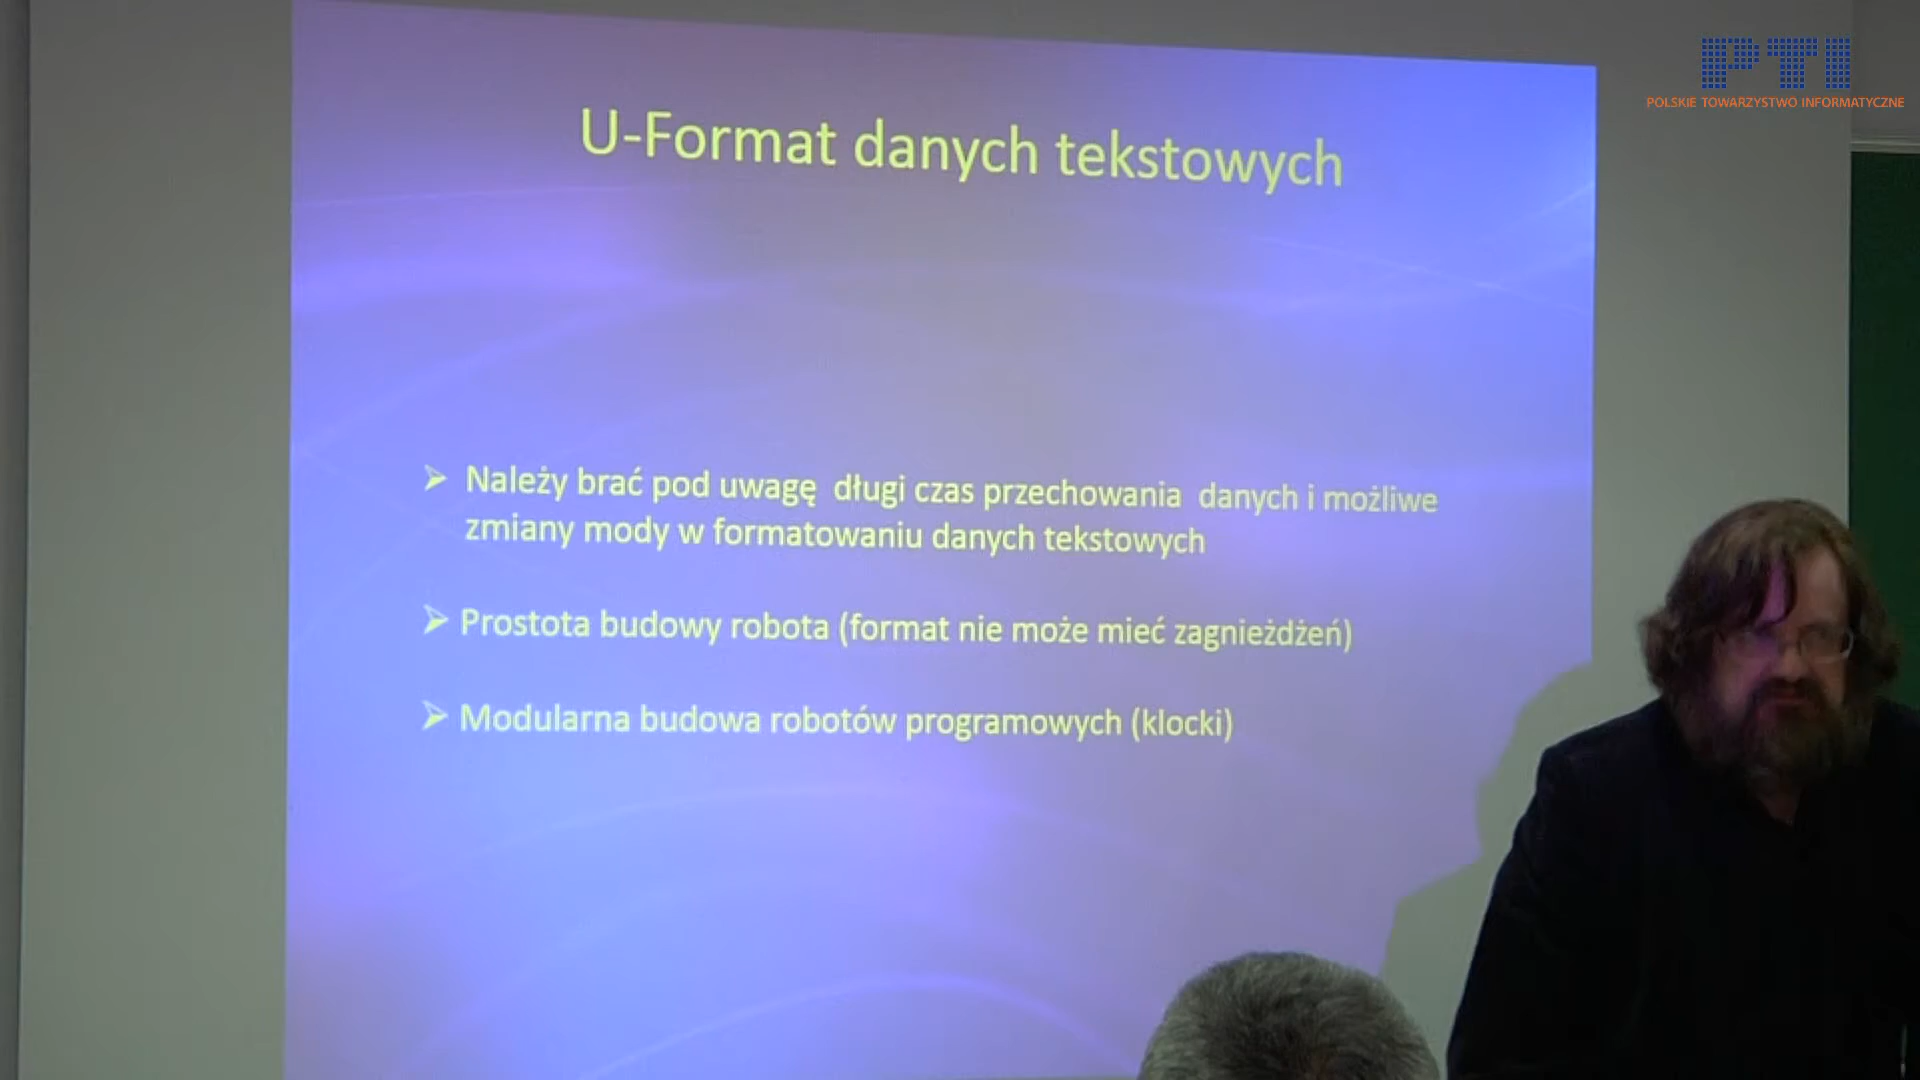 PTI
POLSKIE TOWARZYSTWO INFORMATYCZNE
U-Format danych tekstowych
➢ Należy brać pod uwagę długi czas przechowania danych i możliwe
zmiany mody w formatowaniu danych tekstowych
➢ Prostota budowy robota (format nie może mieć zagnieżdżeń)
➢ Modularna budowa robotów programowych (klocki)